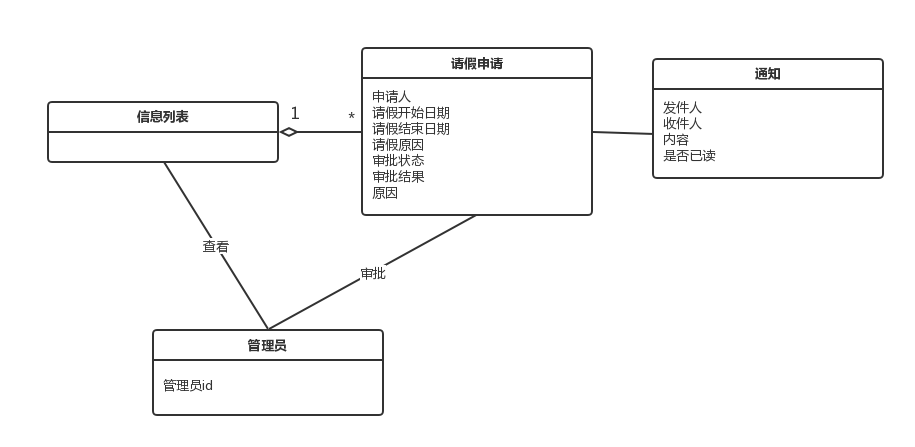 信息列表
1
*
请假申请
申请人
请假开始日期
请假结束日期
请假原因
审批状态
审批结果
原因
通知
发件人
收件人
内容
是否已读
查看
审批
管理员
管理员id